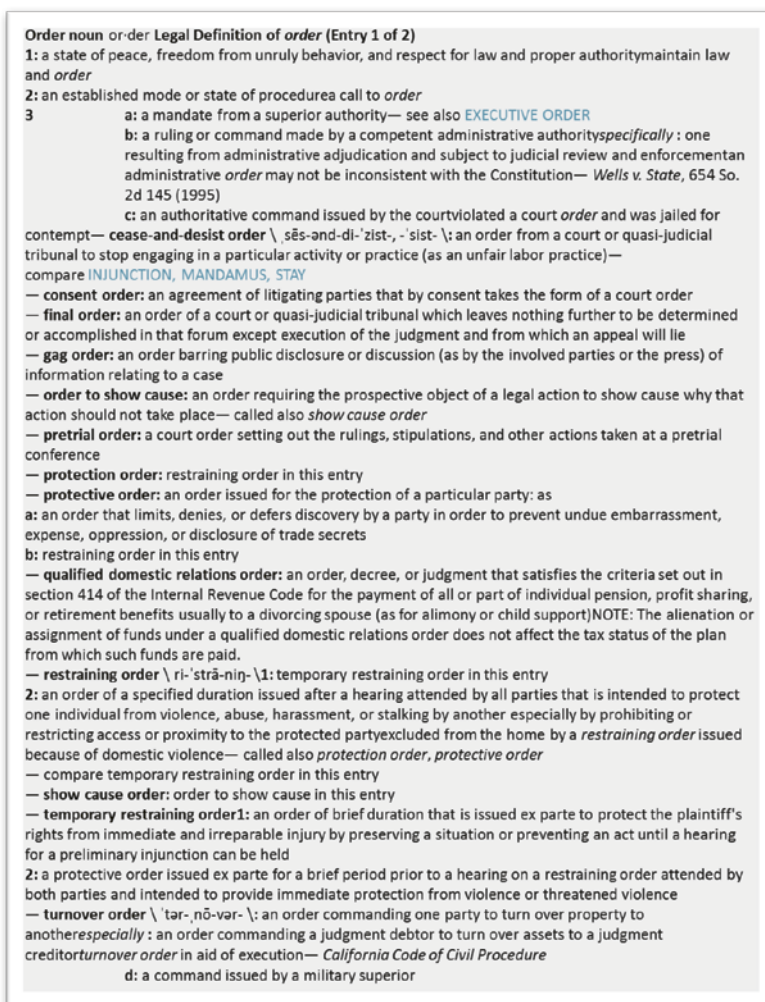 Order noun or·der Legal Definition of order (Entry 1 of 2)
1: a state of peace, freedom from unruly behavior, and respect for law and proper authoritymaintain law
and order
2: an established mode or state of procedurea call to order
3 a: a mandate from a superior authority— see also EXECUTIVE ORDER
b: a ruling or command made by a competent administrative authorityspecifically : one
resulting from administrative adjudication and subject to judicial review and enforcementan
administrative order may not be inconsistent with the Constitution— Wells v. State, 654 So.
2d 145 (1995)
c: an authoritative command issued by the courtviolated a court order and was jailed for
contempt— cease-and-desist order \ ˌsēs-ənd-di-ˈzist-, -ˈsist- \: an order from a court or quasi-judicial
tribunal to stop engaging in a particular activity or practice (as an unfair labor practice)—
compare INJUNCTION, MANDAMUS, STAY
— consent order: an agreement of litigating parties that by consent takes the form of a court order
— final order: an order of a court or quasi-judicial tribunal which leaves nothing further to be determined
or accomplished in that forum except execution of the judgment and from which an appeal will lie
— gag order: an order barring public disclosure or discussion (as by the involved parties or the press) of
information relating to a case
— order to show cause: an order requiring the prospective object of a legal action to show cause why that
action should not take place— called also show cause order
— pretrial order: a court order setting out the rulings, stipulations, and other actions taken at a pretrial
conference
— protection order: restraining order in this entry
— protective order: an order issued for the protection of a particular party: as
a: an order that limits, denies, or defers discovery by a party in order to prevent undue embarrassment,
expense, oppression, or disclosure of trade secrets
b: restraining order in this entry
— qualified domestic relations order: an order, decree, or judgment that satisfies the criteria set out in
section 414 of the Internal Revenue Code for the payment of all or part of individual pension, profit sharing,
or retirement benefits usually to a divorcing spouse (as for alimony or child support)NOTE: The alienation or
assignment of funds under a qualified domestic relations order does not affect the tax status of the plan
from which such funds are paid.
— restraining order \ ri-ˈstrā-niŋ- \1: temporary restraining order in this entry
2: an order of a specified duration issued after a hearing attended by all parties that is intended to protect
one individual from violence, abuse, harassment, or stalking by another especially by prohibiting or
restricting access or proximity to the protected partyexcluded from the home by a restraining order issued
because of domestic violence— called also protection order, protective order
— compare temporary restraining order in this entry
— show cause order: order to show cause in this entry
— temporary restraining order1: an order of brief duration that is issued ex parte to protect the plaintiff's
rights from immediate and irreparable injury by preserving a situation or preventing an act until a hearing
for a preliminary injunction can be held
2: a protective order issued ex parte for a brief period prior to a hearing on a restraining order attended by
both parties and intended to provide immediate protection from violence or threatened violence
— turnover order \ ˈtər-ˌnō-vər- \: an order commanding one party to turn over property to
anotherespecially : an order commanding a judgment debtor to turn over assets to a judgment
creditorturnover order in aid of execution— California Code of Civil Procedure
d: a command issued by a military superior